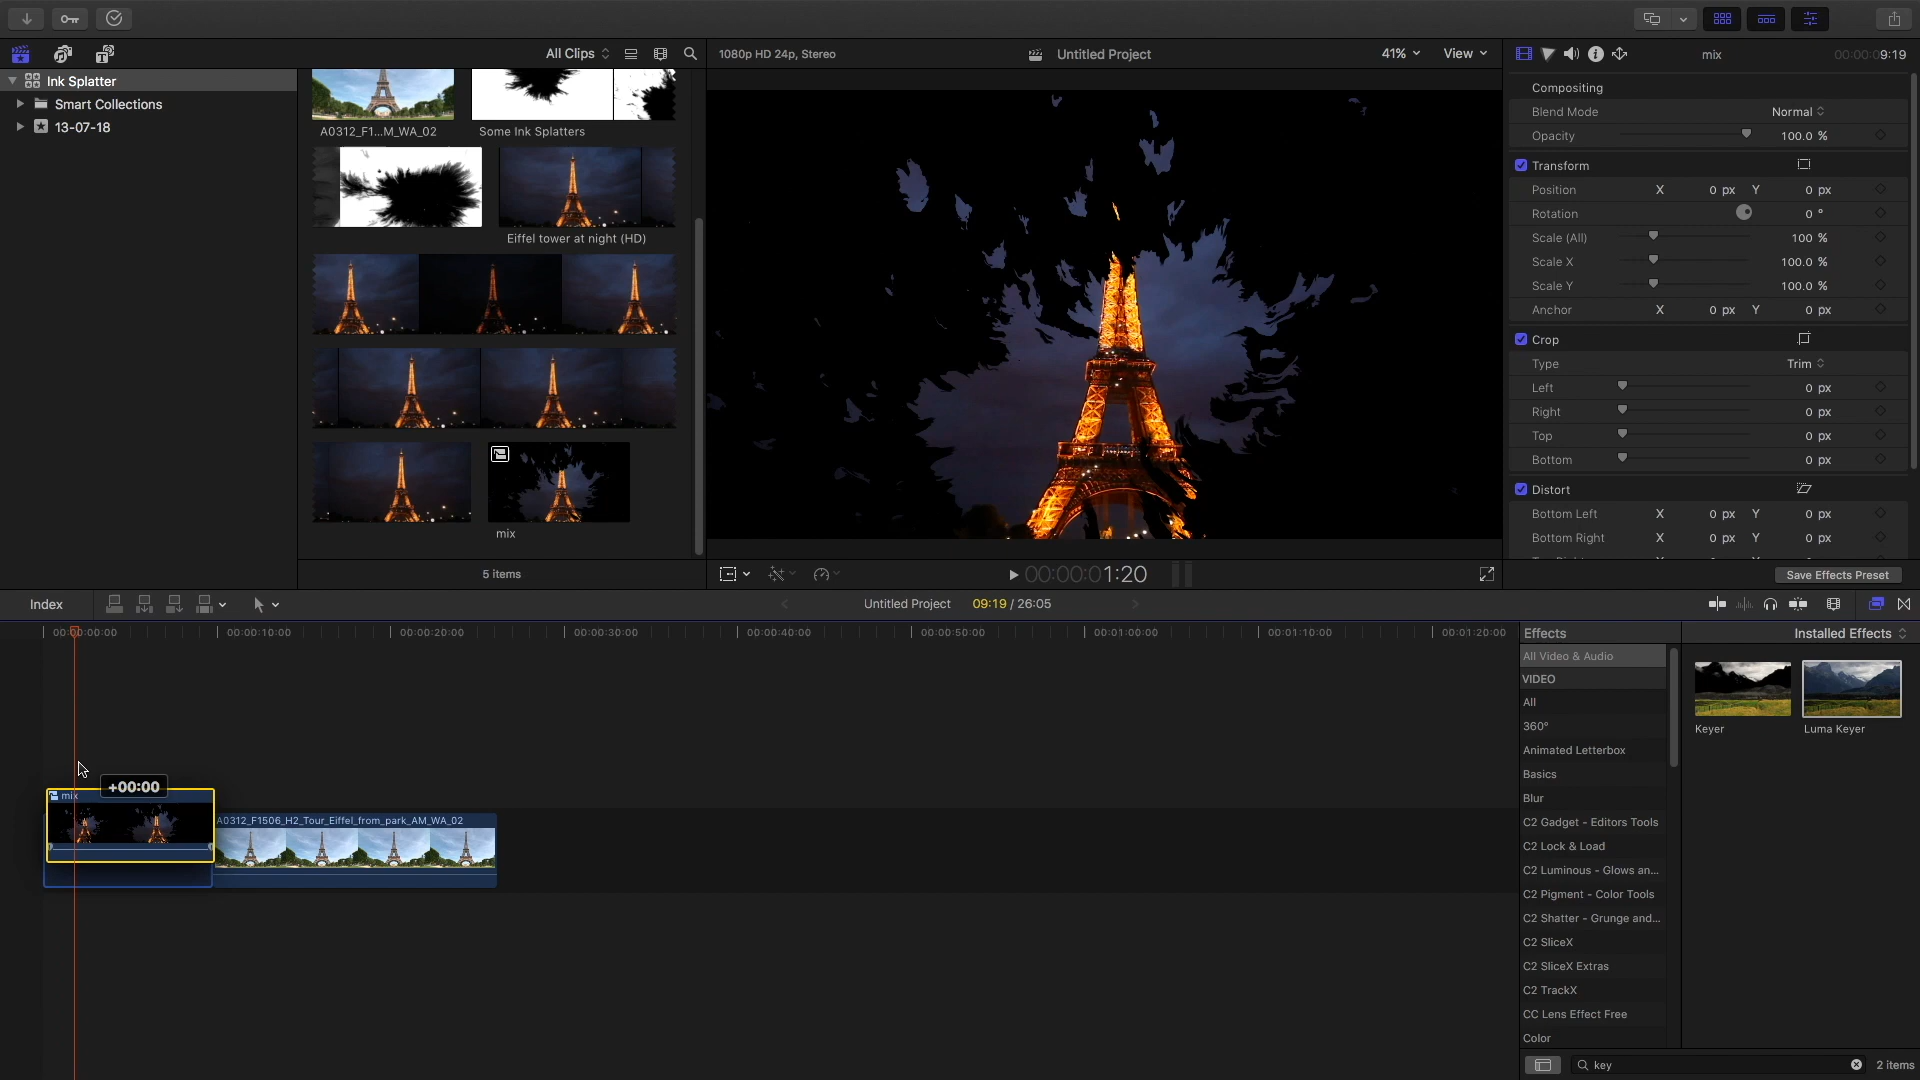 All Clips
1080p HD 24p, Stereo
Untitled Project
41%
View
mix
00:00:09:19
Ink Splatter
Smart Collections
13-07-18
A0312_F1...M_WA_02
Some Ink Splatters
Eiffel tower at night (HD)
mix
5 items
00:00:01:20
Compositing
Blend Mode
Normal
Opacity
100.0 %
Transform
Position X 0 px Y 0 px
Rotation 0 °
Scale (All) 100 %
Scale X 100.0 %
Scale Y 100.0 %
Anchor X 0 px Y 0 px
Crop
Type Trim
Left 0 px
Right 0 px
Top 0 px
Bottom 0 px
Distort
Bottom Left X 0 px Y 0 px
Bottom Right X 0 px Y 0 px
Save Effects Preset
Index
Untitled Project 09:19 / 26:05
00:00:00:00
00:00:10:00
00:00:20:00
00:00:30:00
00:00:40:00
00:00:50:00
00:01:00:00
00:01:10:00
00:01:20:00
+00:00
mix
A0312_F1506_H2_Tour_Eiffel_from_park_AM_WA_02
Effects
Installed Effects
All Video & Audio
VIDEO
All
360°
Animated Letterbox
Basics
Blur
C2 Gadget - Editors Tools
C2 Lock & Load
C2 Luminous - Glows an...
C2 Pigment - Color Tools
C2 Shatter - Grunge and...
C2 SliceX
C2 SliceX Extras
C2 TrackX
CC Lens Effect Free
Color
Keyer
Luma Keyer
key
2 items